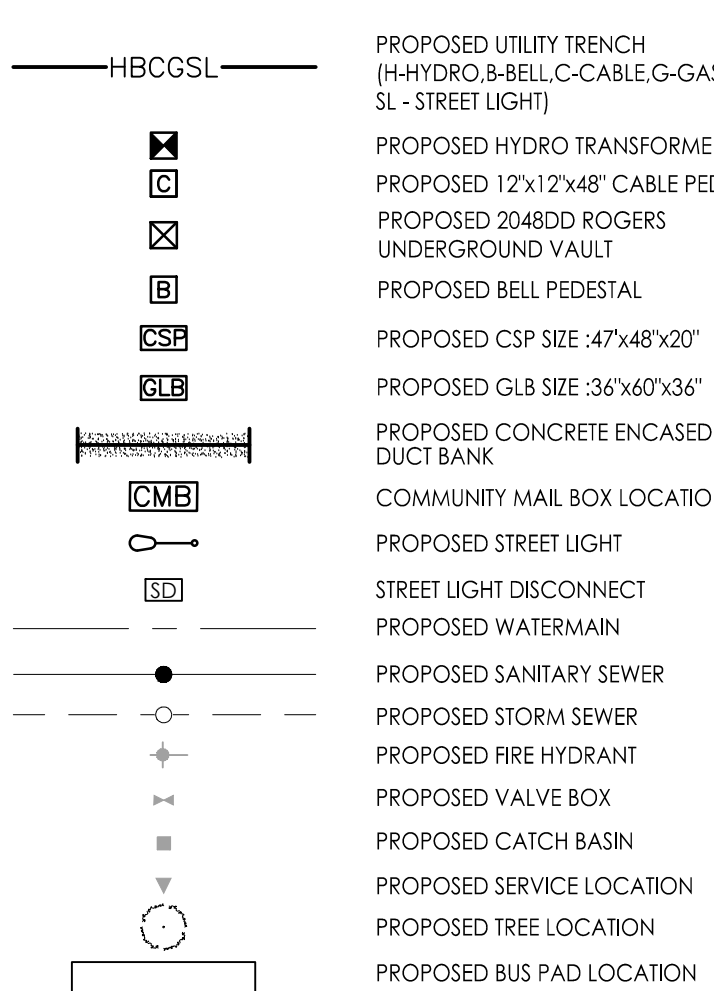 HBCGSL
PROPOSED UTILITY TRENCH
(H-HYDRO,B-BELL,C-CABLE,G-GAS
SL - STREET LIGHT)
PROPOSED HYDRO TRANSFORME
C
PROPOSED 12"x12"x48" CABLE PED
PROPOSED 2048DD ROGERS
UNDERGROUND VAULT
B
PROPOSED BELL PEDESTAL
CSP
PROPOSED CSP SIZE :47'x48"x20"
GLB
PROPOSED GLB SIZE :36"x60"x36"
PROPOSED CONCRETE ENCASED
DUCT BANK
CMB
COMMUNITY MAIL BOX LOCATIO
PROPOSED STREET LIGHT
SD
STREET LIGHT DISCONNECT
PROPOSED WATERMAIN
PROPOSED SANITARY SEWER
PROPOSED STORM SEWER
PROPOSED FIRE HYDRANT
PROPOSED VALVE BOX
PROPOSED CATCH BASIN
PROPOSED SERVICE LOCATION
PROPOSED TREE LOCATION
PROPOSED BUS PAD LOCATION